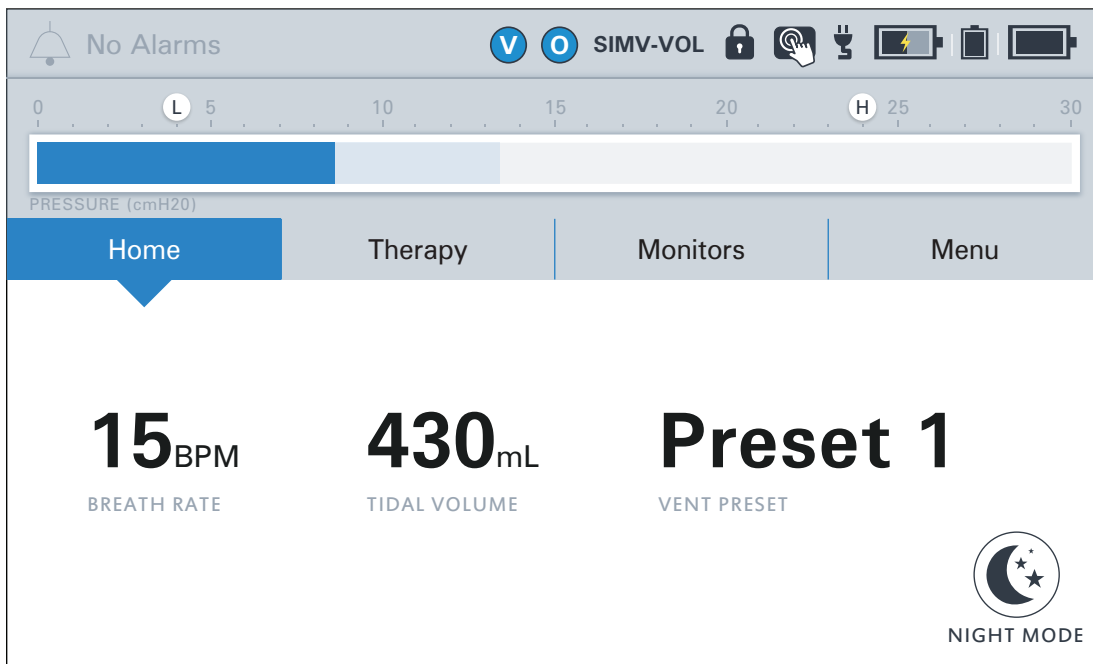 No Alarms V O SIMV-VOL
0 L 5 10 15 20 H 25 30
PRESSURE (cmH20)
Home Therapy Monitors Menu
15BPM 430mL Preset 1
BREATH RATE TIDAL VOLUME VENT PRESET
NIGHT MODE